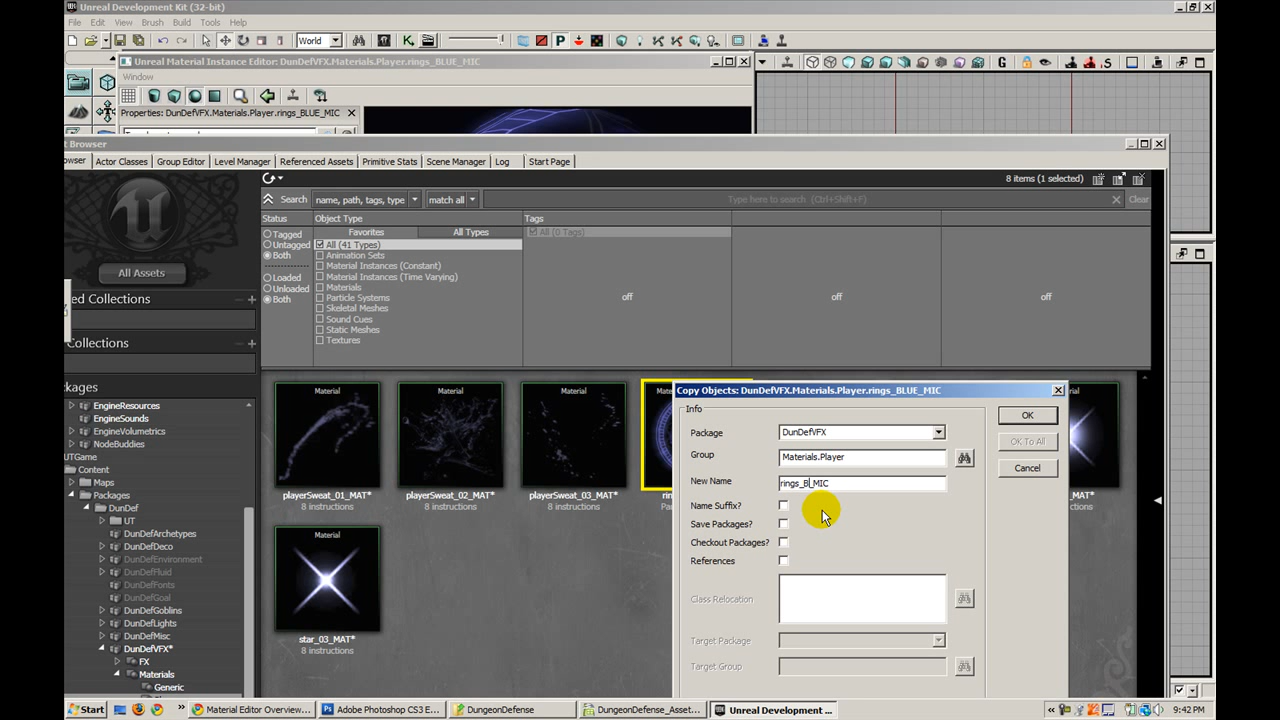 Unreal Development Kit (32-bit)
File Edit View Brush Build Tools Help
World
Unreal Material Instance Editor: DunDefVFX.Materials.Player.rings_BLUE_MIC
Window
Properties: DunDefVFX.Materials.Player.rings_BLUE_MIC
t Browser
owser Actor Classes Group Editor Level Manager Referenced Assets Primitive Stats Scene Manager Log Start Page
8 items (1 selected)
Search name, path, tags, type match all Type here to search (Ctrl+Shift+F) Clear
Status Object Type Tags
Tagged Favorites All Types All (0 Tags)
Untagged All (41 Types)
Both Animation Sets
Material Instances (Constant)
Loaded Material Instances (Time Varying)
Unloaded Materials
Both Particle Systems
Skeletal Meshes
Sound Cues
Static Meshes
Textures
off off off
All Assets
ed Collections
Collections
ckages
EngineResources
EngineSounds
EngineVolumetrics
NodeBuddies
UTGame
Content
Maps
Packages
DunDef
UT
DunDefArchetypes
DunDefDeco
DunDefEnvironment
DunDefFluid
DunDefFonts
DunDefGoal
DunDefGoblins
DunDefLights
DunDefMisc
DunDefVFX*
FX
Materials
Generic
Material Material Material
playerSweat_01_MAT* playerSweat_02_MAT* playerSweat_03_MAT*
8 instructions 8 instructions 8 instructions
Material
star_03_MAT*
8 instructions
_MAT*
ctions
Copy Objects: DunDefVFX.Materials.Player.rings_BLUE_MIC
Info
Package DunDefVFX
Group Materials.Player
New Name rings_B_MIC
Name Suffix?
Save Packages?
Checkout Packages?
References
Class Relocation
Target Package
Target Group
OK
OK To All
Cancel
Start Material Editor Overview... Adobe Photoshop CS3 E... DungeonDefense DungeonDefense_Asset... Unreal Development ... 9:42 PM